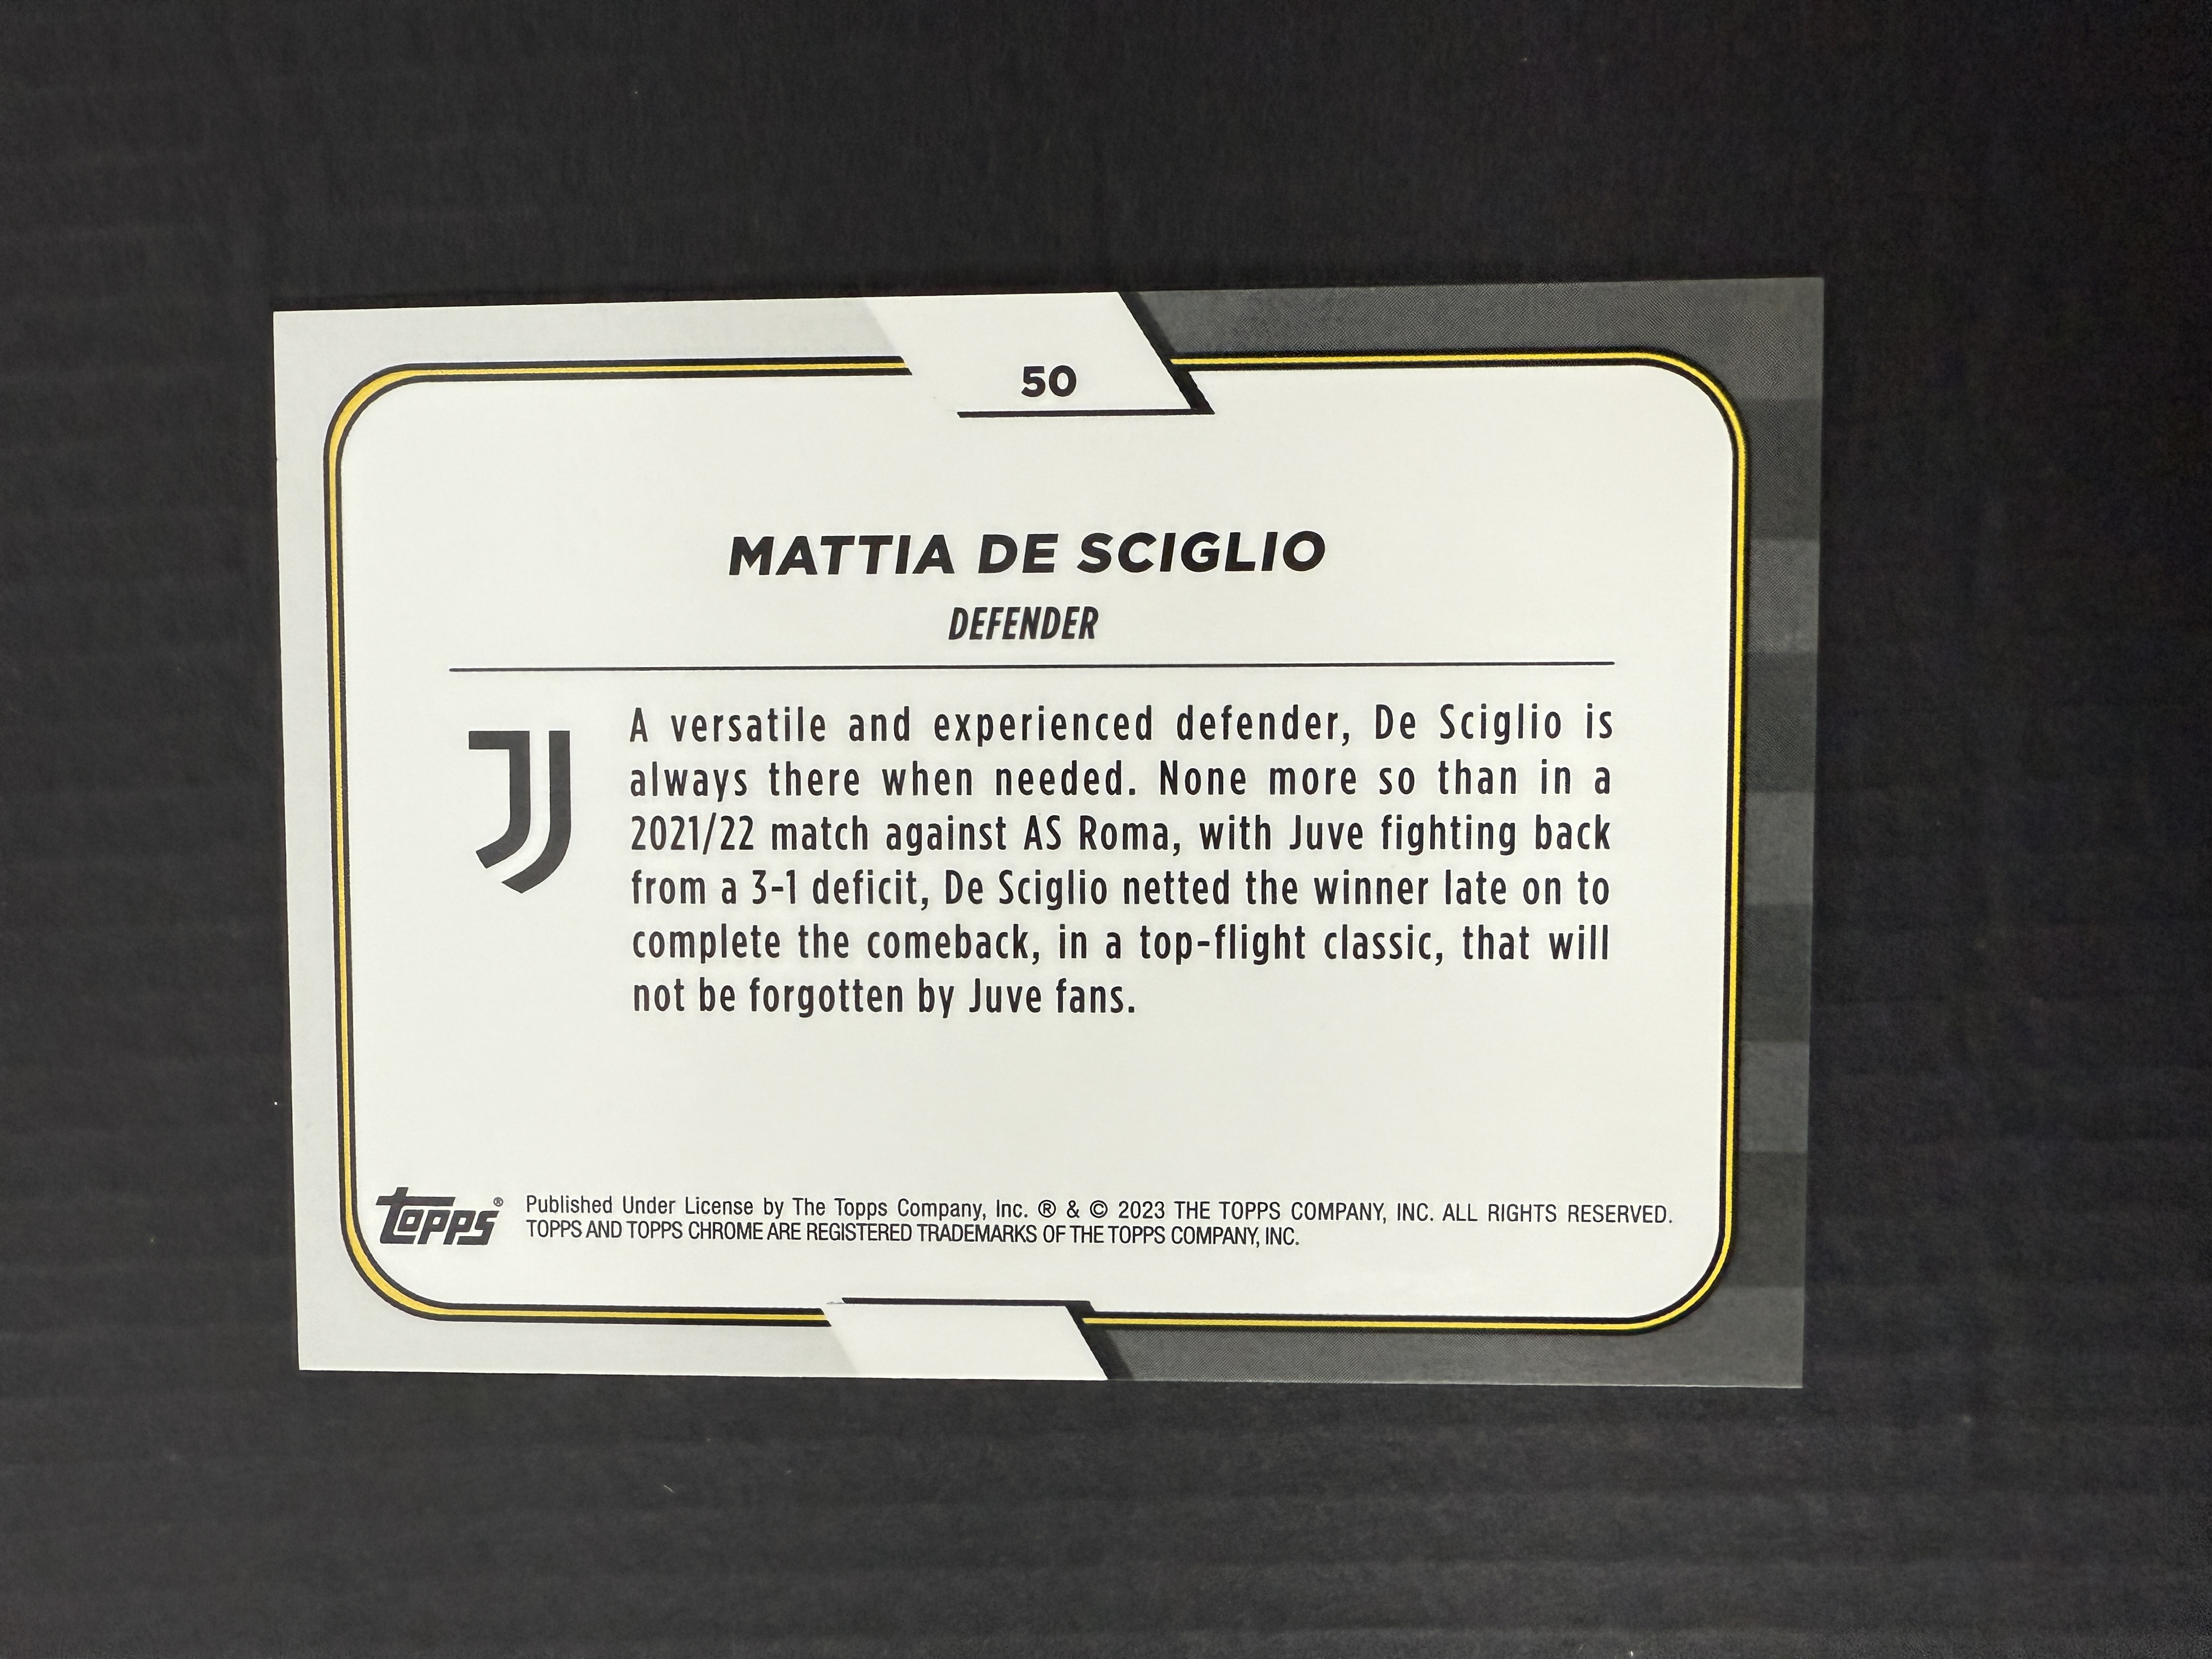 50
MATTIA DE SCIGLIO
DEFENDER
A versatile and experienced defender, De Sciglio is
always there when needed. None more so than in a
2021/22 match against AS Roma, with Juve fighting back
from a 3-1 deficit, De Sciglio netted the winner late on to
complete the comeback, in a top-flight classic, that will
not be forgotten by Juve fans.
topps® Published Under License by The Topps Company, Inc. ® & © 2023 THE TOPPS COMPANY, INC. ALL RIGHTS RESERVED.
TOPPS AND TOPPS CHROME ARE REGISTERED TRADEMARKS OF THE TOPPS COMPANY, INC.